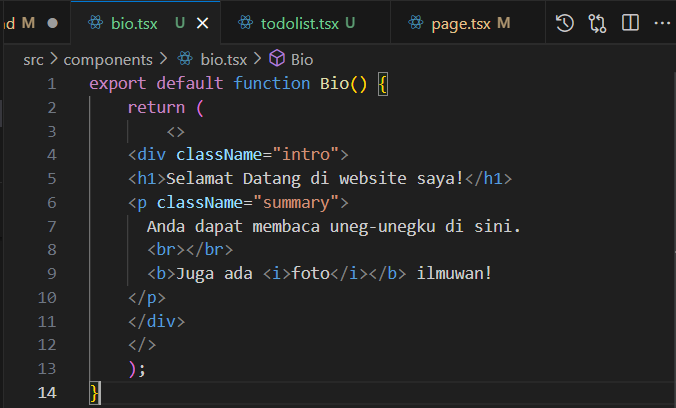 nd M bio.tsx U todolist.tsx U page.tsx M ...
src > components > bio.tsx > Bio
1 export default function Bio() {
2 return (
3 <>
4 <div className="intro">
5 <h1>Selamat Datang di website saya!</h1>
6 <p className="summary">
7 Anda dapat membaca uneg-unegku di sini.
8 <br></br>
9 <b>Juga ada <i>foto</i></b> ilmuwan!
10 </p>
11 </div>
12 </>
13 );
14 }